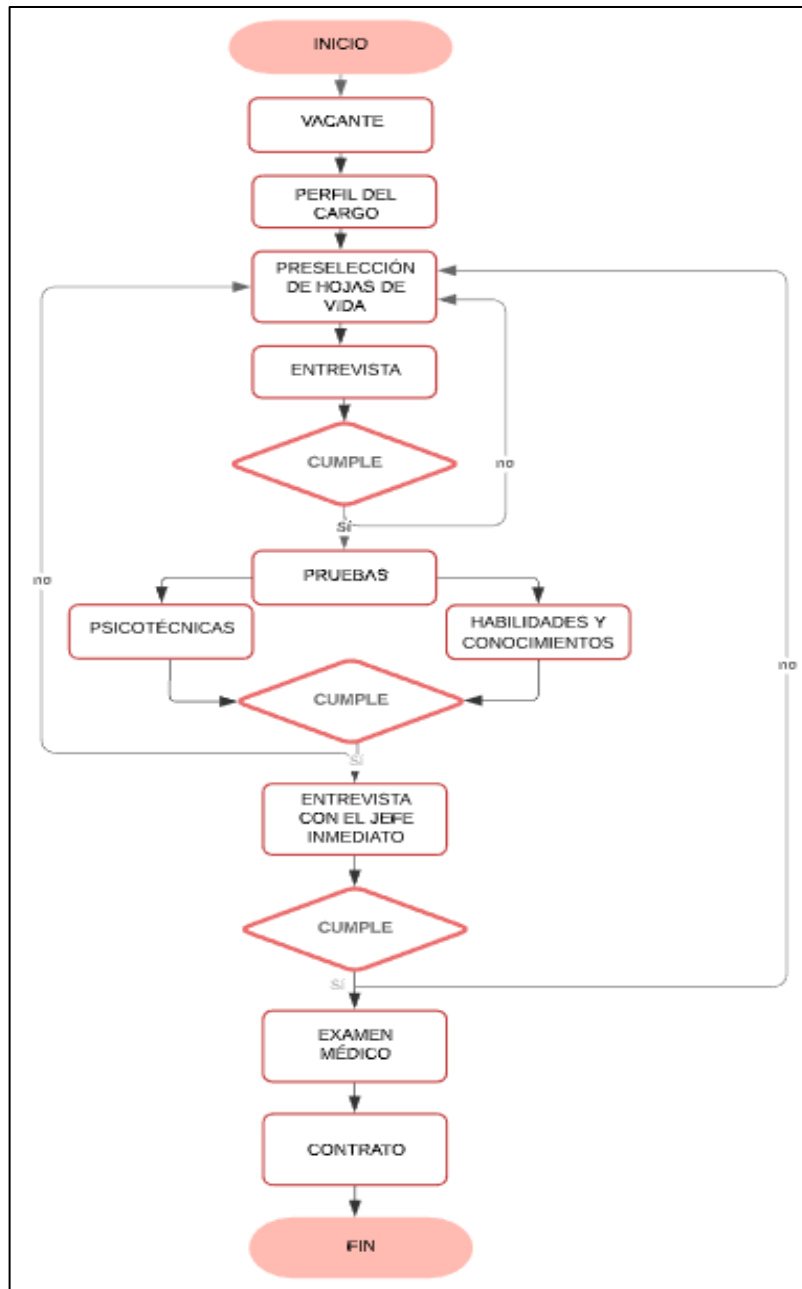 INICIO
VACANTE
PERFIL DEL
CARGO
PRESELECCIÓN
DE HOJAS DE
VIDA
ENTREVISTA
CUMPLE
no
Sí
PRUEBAS
no
PSICOTÉCNICAS
HABILIDADES Y
CONOCIMIENTOS
no
CUMPLE
Sí
ENTREVISTA
CON EL JEFE
INMEDIATO
CUMPLE
Sí
EXAMEN
MÉDICO
CONTRATO
FIN